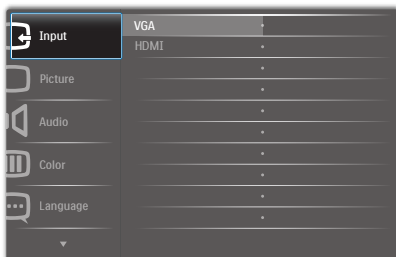 Input
Picture
Audio
Color
Language
VGA
HDMI